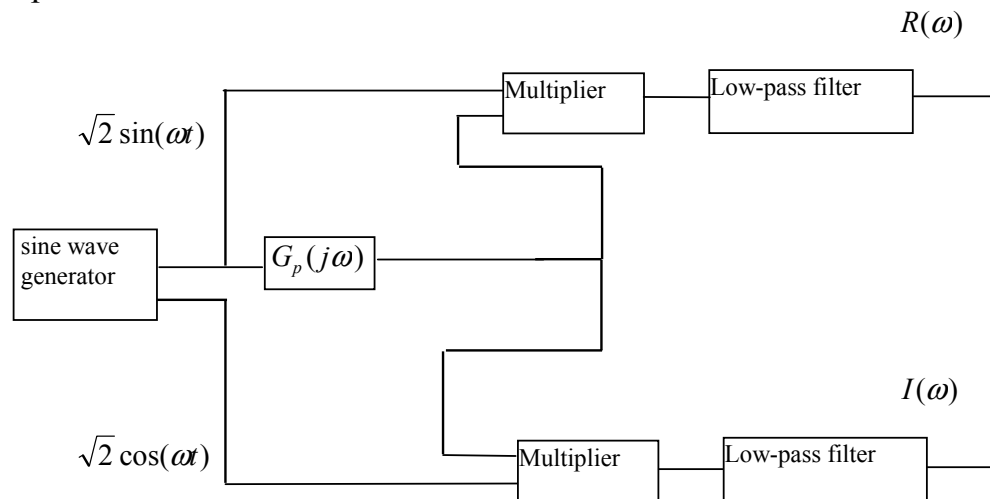 R(ω)
Multiplier
Low-pass filter
√2 sin(ωt)
sine wave
generator
G_p(jω)
I(ω)
√2 cos(ωt)
Multiplier
Low-pass filter